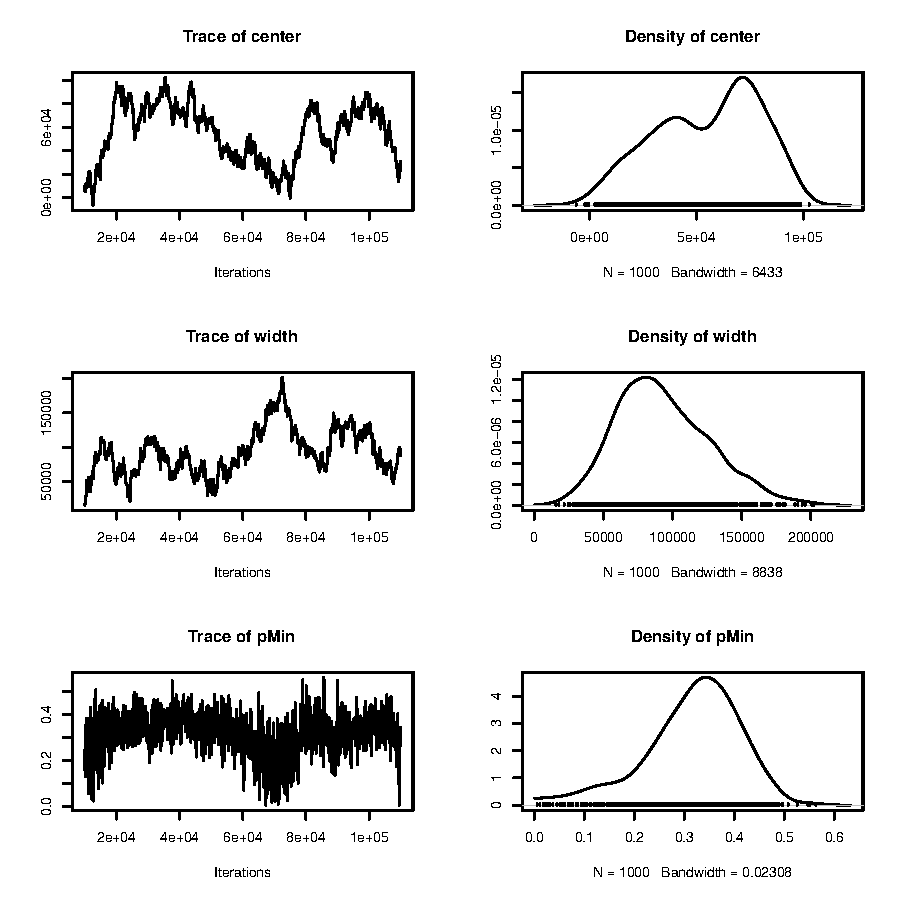 Trace of center
Density of center
0e+00 6e+04
2e+04 4e+04 6e+04 8e+04 1e+05
Iterations
0.0e+00 1.0e-05
0e+00 5e+04 1e+05
N = 1000 Bandwidth = 6433
Trace of width
Density of width
50000 150000
2e+04 4e+04 6e+04 8e+04 1e+05
Iterations
0.0e+00 6.0e-06 1.2e-05
0 50000 100000 150000 200000
N = 1000 Bandwidth = 8838
Trace of pMin
Density of pMin
0.0 0.2 0.4
2e+04 4e+04 6e+04 8e+04 1e+05
Iterations
0 1 2 3 4
0.0 0.1 0.2 0.3 0.4 0.5 0.6
N = 1000 Bandwidth = 0.02308